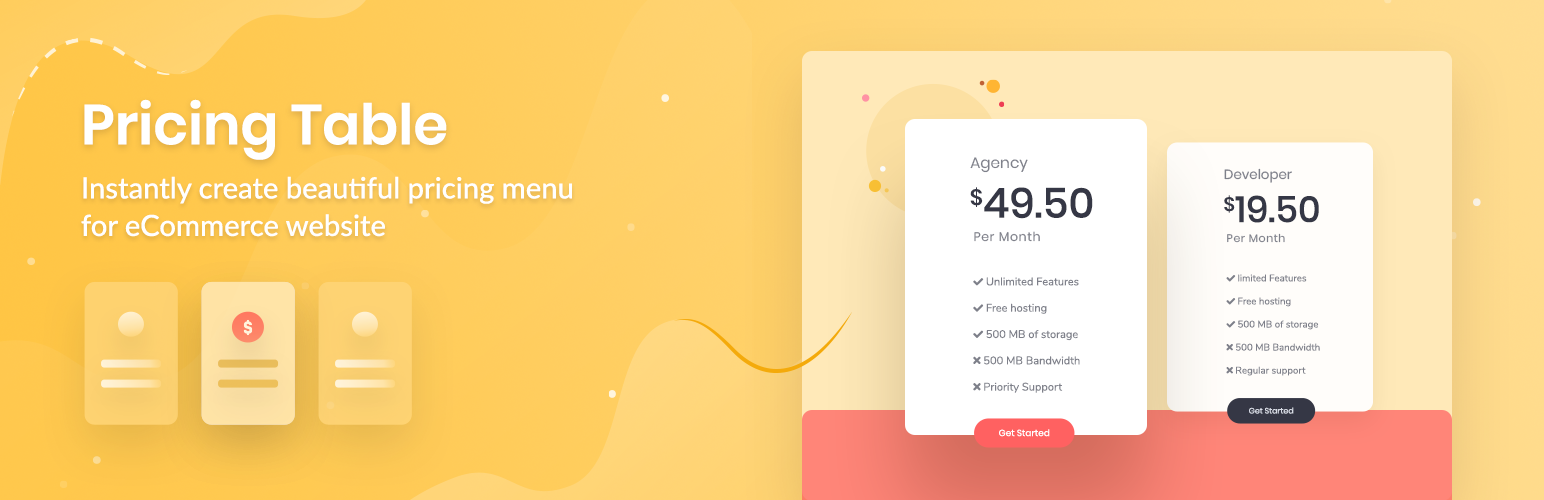 Pricing Table
Instantly create beautiful pricing menu
for eCommerce website
$
Agency
$49.50
Per Month
Unlimited Features
Free hosting
500 MB of storage
500 MB Bandwidth
Priority Support
Get Started
Developer
$19.50
Per Month
limited Features
Free hosting
500 MB of storage
500 MB Bandwidth
Regular support
Get Started